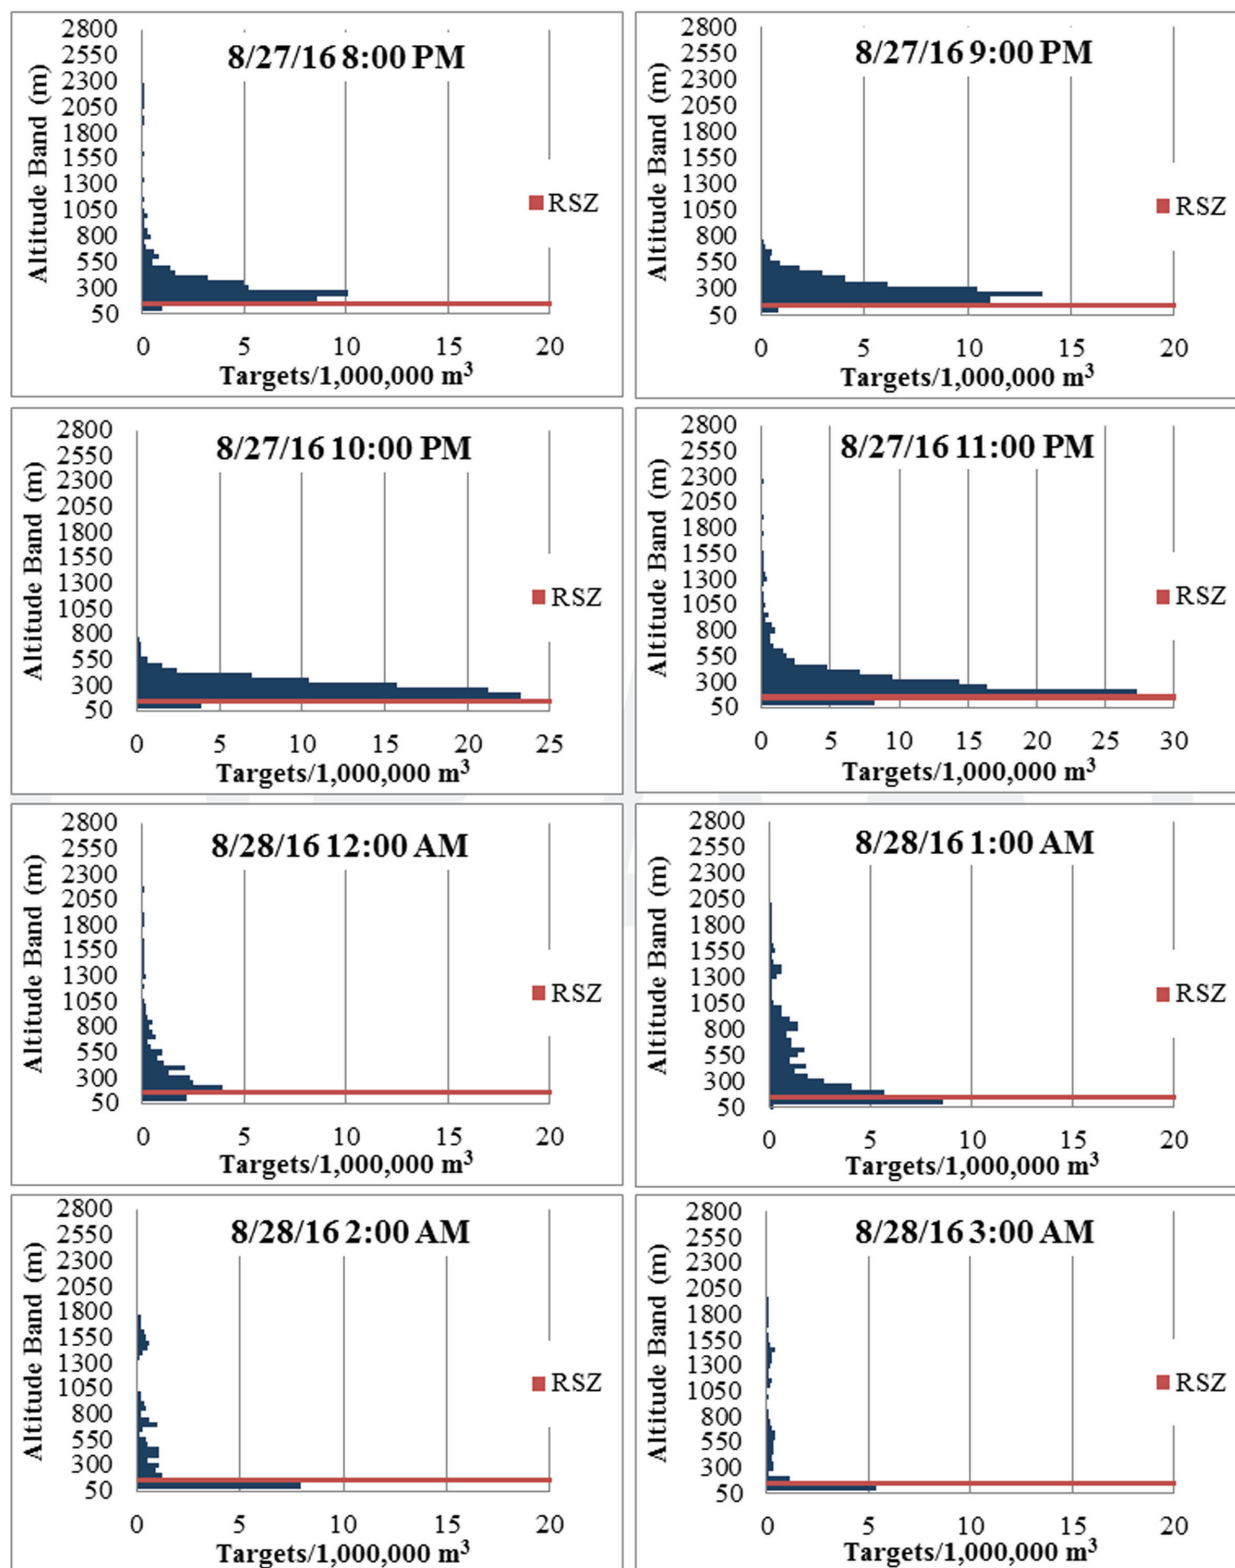 8/27/16 8:00 PM
Altitude Band (m)
2800
2550
2300
2050
1800
1550
1300
1050
800
550
300
50
RSZ
0 5 10 15 20
Targets/1,000,000 m³
8/27/16 9:00 PM
Altitude Band (m)
2800
2550
2300
2050
1800
1550
1300
1050
800
550
300
50
RSZ
0 5 10 15 20
Targets/1,000,000 m³
8/27/16 10:00 PM
Altitude Band (m)
2800
2550
2300
2050
1800
1550
1300
1050
800
550
300
50
RSZ
0 5 10 15 20 25
Targets/1,000,000 m³
8/27/16 11:00 PM
Altitude Band (m)
2800
2550
2300
2050
1800
1550
1300
1050
800
550
300
50
RSZ
0 5 10 15 20 25 30
Targets/1,000,000 m³
8/28/16 12:00 AM
Altitude Band (m)
2800
2550
2300
2050
1800
1550
1300
1050
800
550
300
50
RSZ
0 5 10 15 20
Targets/1,000,000 m³
8/28/16 1:00 AM
Altitude Band (m)
2800
2550
2300
2050
1800
1550
1300
1050
800
550
300
50
RSZ
0 5 10 15 20
Targets/1,000,000 m³
8/28/16 2:00 AM
Altitude Band (m)
2800
2550
2300
2050
1800
1550
1300
1050
800
550
300
50
RSZ
0 5 10 15 20
Targets/1,000,000 m³
8/28/16 3:00 AM
Altitude Band (m)
2800
2550
2300
2050
1800
1550
1300
1050
800
550
300
50
RSZ
0 5 10 15 20
Targets/1,000,000 m³